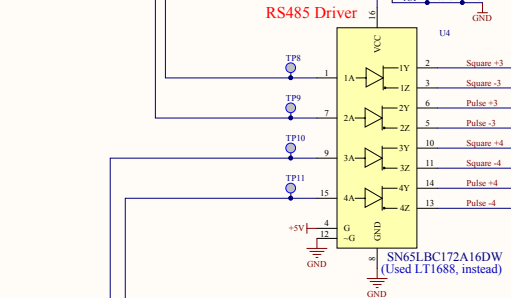 RS485 Driver
16
GND
U4
VCC
TP8
1
1A
1Y
2
Square +3
1Z
3
Square -3
TP9
7
2A
2Y
6
Pulse +3
2Z
5
Pulse -3
TP10
9
3A
3Y
10
Square +4
3Z
11
Square -4
TP11
15
4A
4Y
14
Pulse +4
4Z
13
Pulse -4
+5V
4
G
12
~G
GND
GND
8
GND
SN65LBC172A16DW
(Used LT1688, instead)